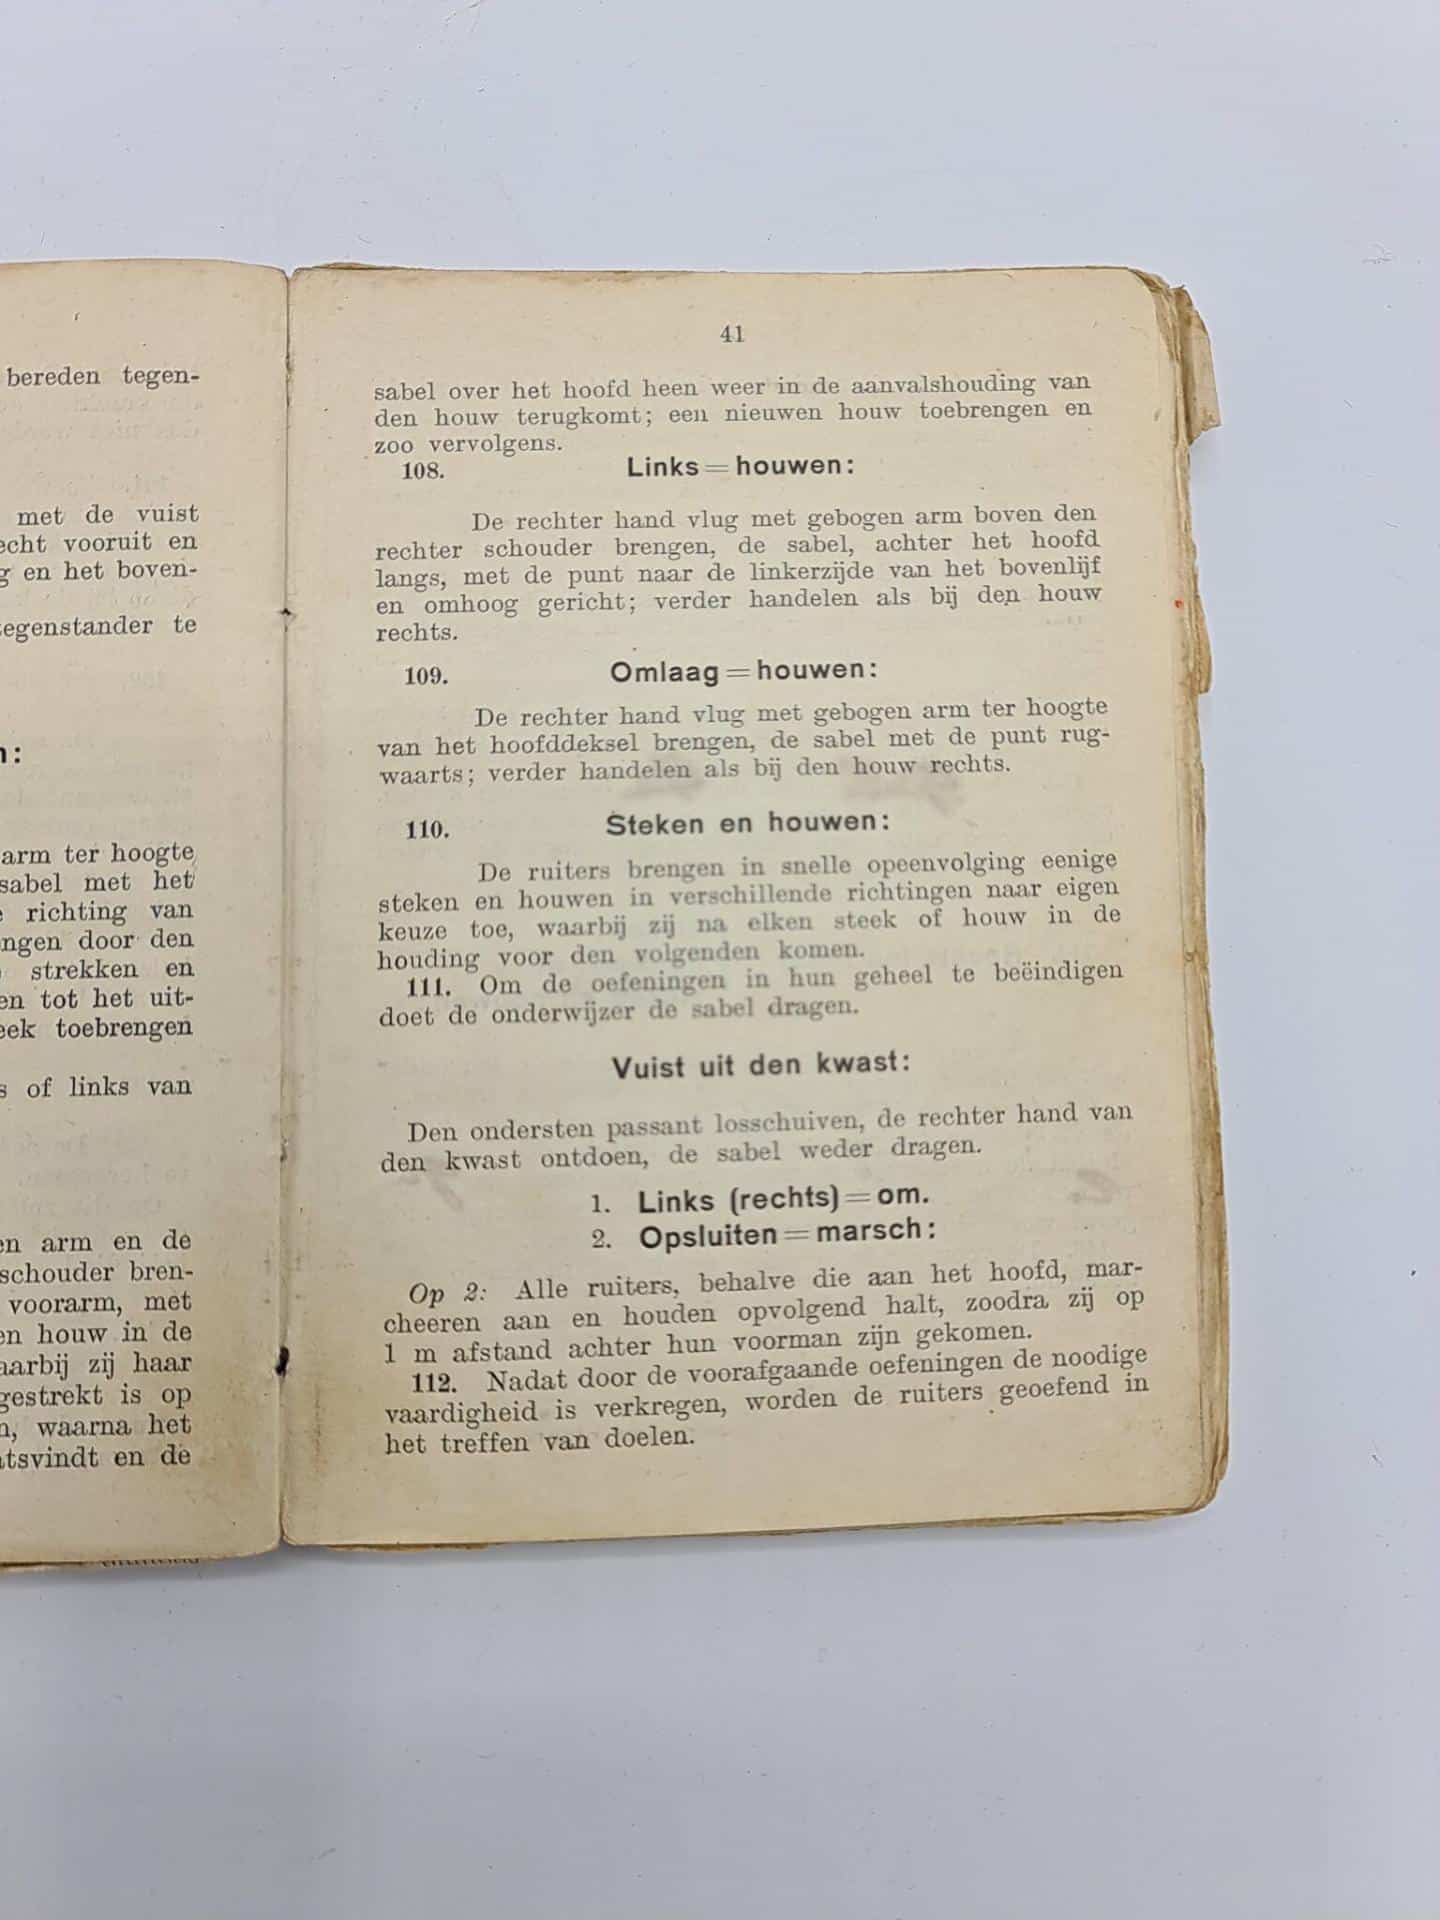 bereden tegen-
met de vuist
echt vooruit en
g en het boven-
egenstander te
n:
arm ter hoogte
sabel met het
richting van
ngen door den
strekken en
en tot het uit-
eek toebrengen
s of links van
en arm en de
schouder bren-
voorarm, met
en houw in de
aarbij zij haar
gestrekt is op
n, waarna het
atsvindt en de
41
sabel over het hoofd heen weer in de aanvalshouding van
den houw terugkomt; een nieuwen houw toebrengen en
zoo vervolgens.
108. Links = houwen:
De rechter hand vlug met gebogen arm boven den
rechter schouder brengen, de sabel, achter het hoofd
langs, met de punt naar de linkerzijde van het bovenlijf
en omhoog gericht; verder handelen als bij den houw
rechts.
109. Omlaag = houwen:
De rechter hand vlug met gebogen arm ter hoogte
van het hoofddeksel brengen, de sabel met de punt rug-
waarts; verder handelen als bij den houw rechts.
110. Steken en houwen:
De ruiters brengen in snelle opeenvolging eenige
steken en houwen in verschillende richtingen naar eigen
keuze toe, waarbij zij na elken steek of houw in de
houding voor den volgenden komen.
111. Om de oefeningen in hun geheel te beëindigen
doet de onderwijzer de sabel dragen.
Vuist uit den kwast:
Den ondersten passant losschuiven, de rechter hand van
den kwast ontdoen, de sabel weder dragen.
1. Links (rechts) = om.
2. Opsluiten = marsch:
Op 2: Alle ruiters, behalve die aan het hoofd, mar-
cheeren aan en houden opvolgend halt, zoodra zij op
1 m afstand achter hun voorman zijn gekomen.
112. Nadat door de voorafgaande oefeningen de noodige
vaardigheid is verkregen, worden de ruiters geoefend in
het treffen van doelen.